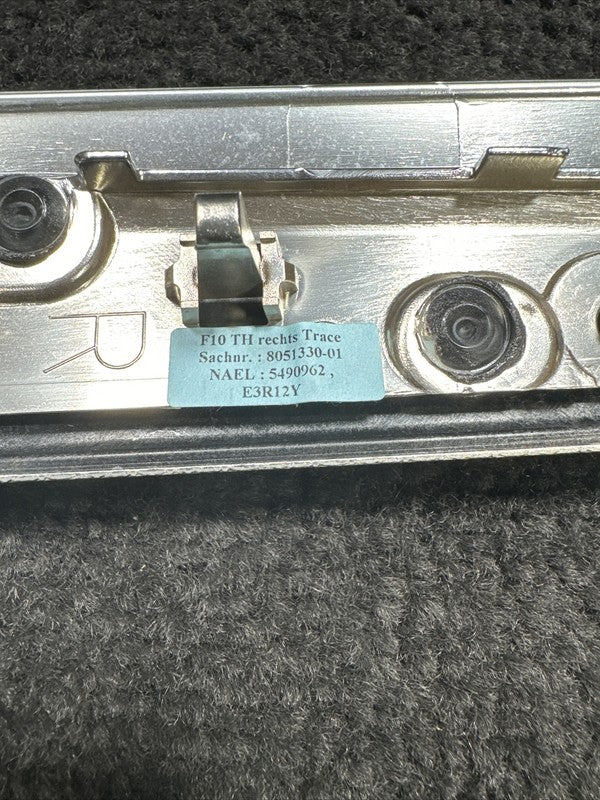 R
F10 TH rechts Trace
Sachnr. : 8051330-01
NAEL : 5490962 ,
E3R12Y